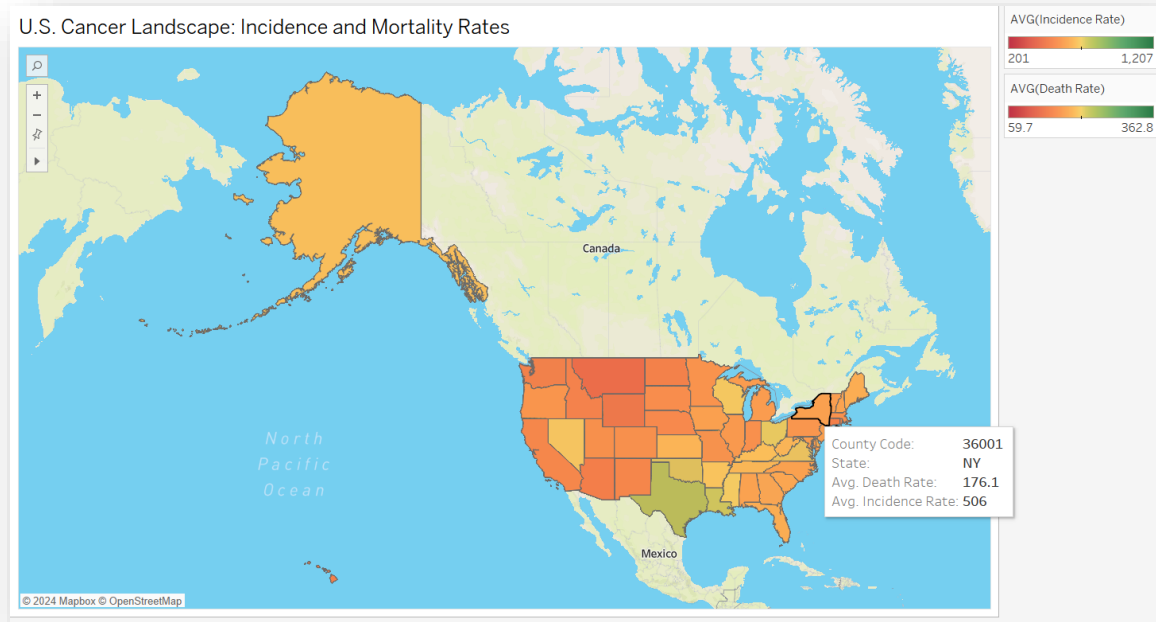 U.S. Cancer Landscape: Incidence and Mortality Rates
AVG(Incidence Rate)
201 1,207
AVG(Death Rate)
59.7 362.8
Canada
North
Pacific
Ocean
County Code: 36001
State: NY
Avg. Death Rate: 176.1
Avg. Incidence Rate: 506
Mexico
© 2024 Mapbox © OpenStreetMap